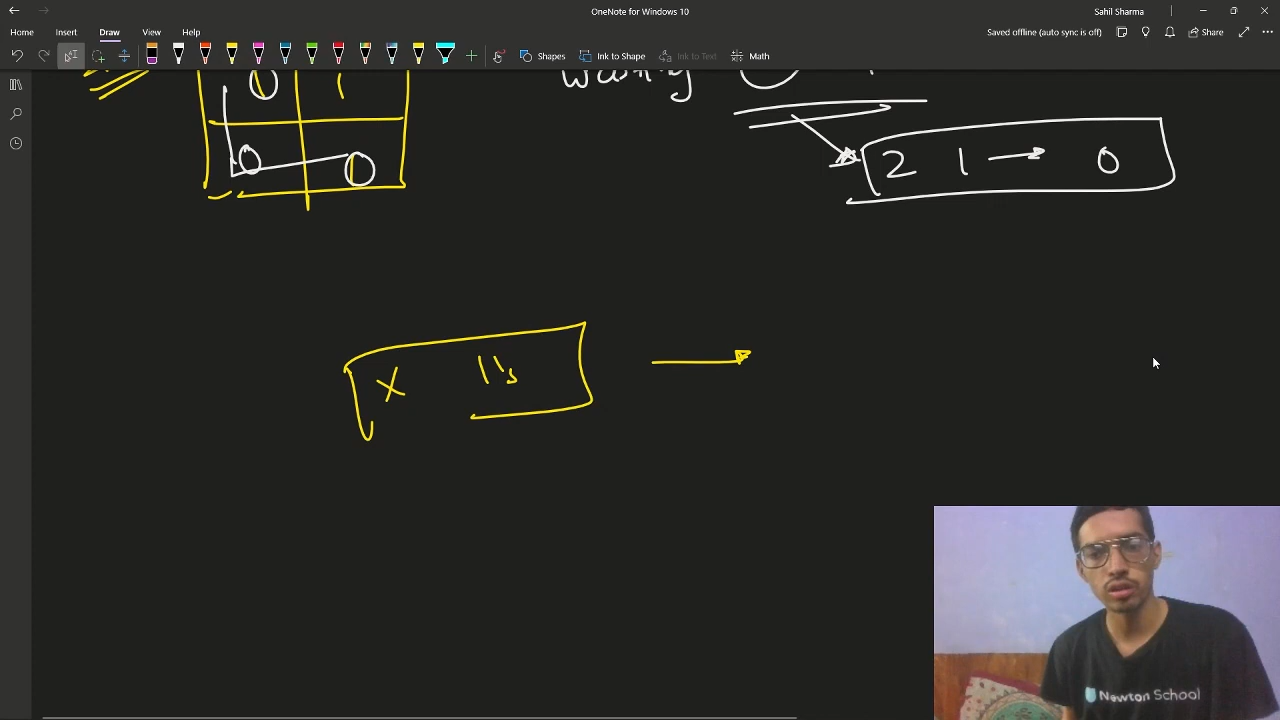 OneNote for Windows 10
Sahil Sharma
Home Insert Draw View Help
Saved offline (auto sync is off) Share
Shapes Ink to Shape Ink to Text Math
0 1
0 0
2 1 → 0
X 1's →
Newton School